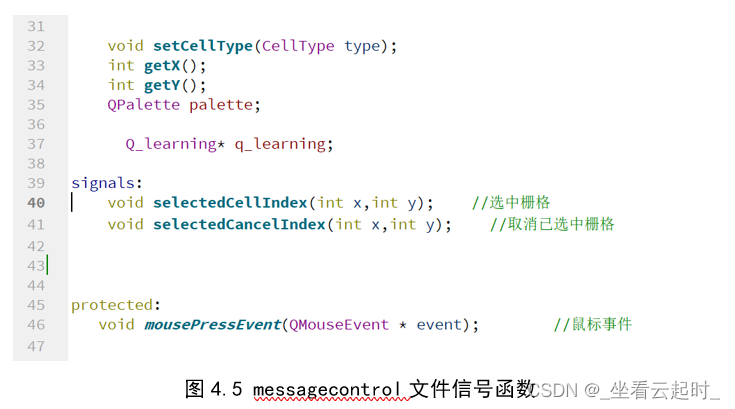 31
32 void setCellType(CellType type);
33 int getX();
34 int getY();
35 QPalette palette;
36
37 Q_learning* q_learning;
38
39 signals:
40 void selectedCellIndex(int x,int y); //选中栅格
41 void selectedCancelIndex(int x,int y); //取消已选中栅格
42
43
44
45 protected:
46 void mousePressEvent(QMouseEvent * event); //鼠标事件
47
图 4.5 messagecontrol 文件信号函数
CSDN @_坐看云起时_